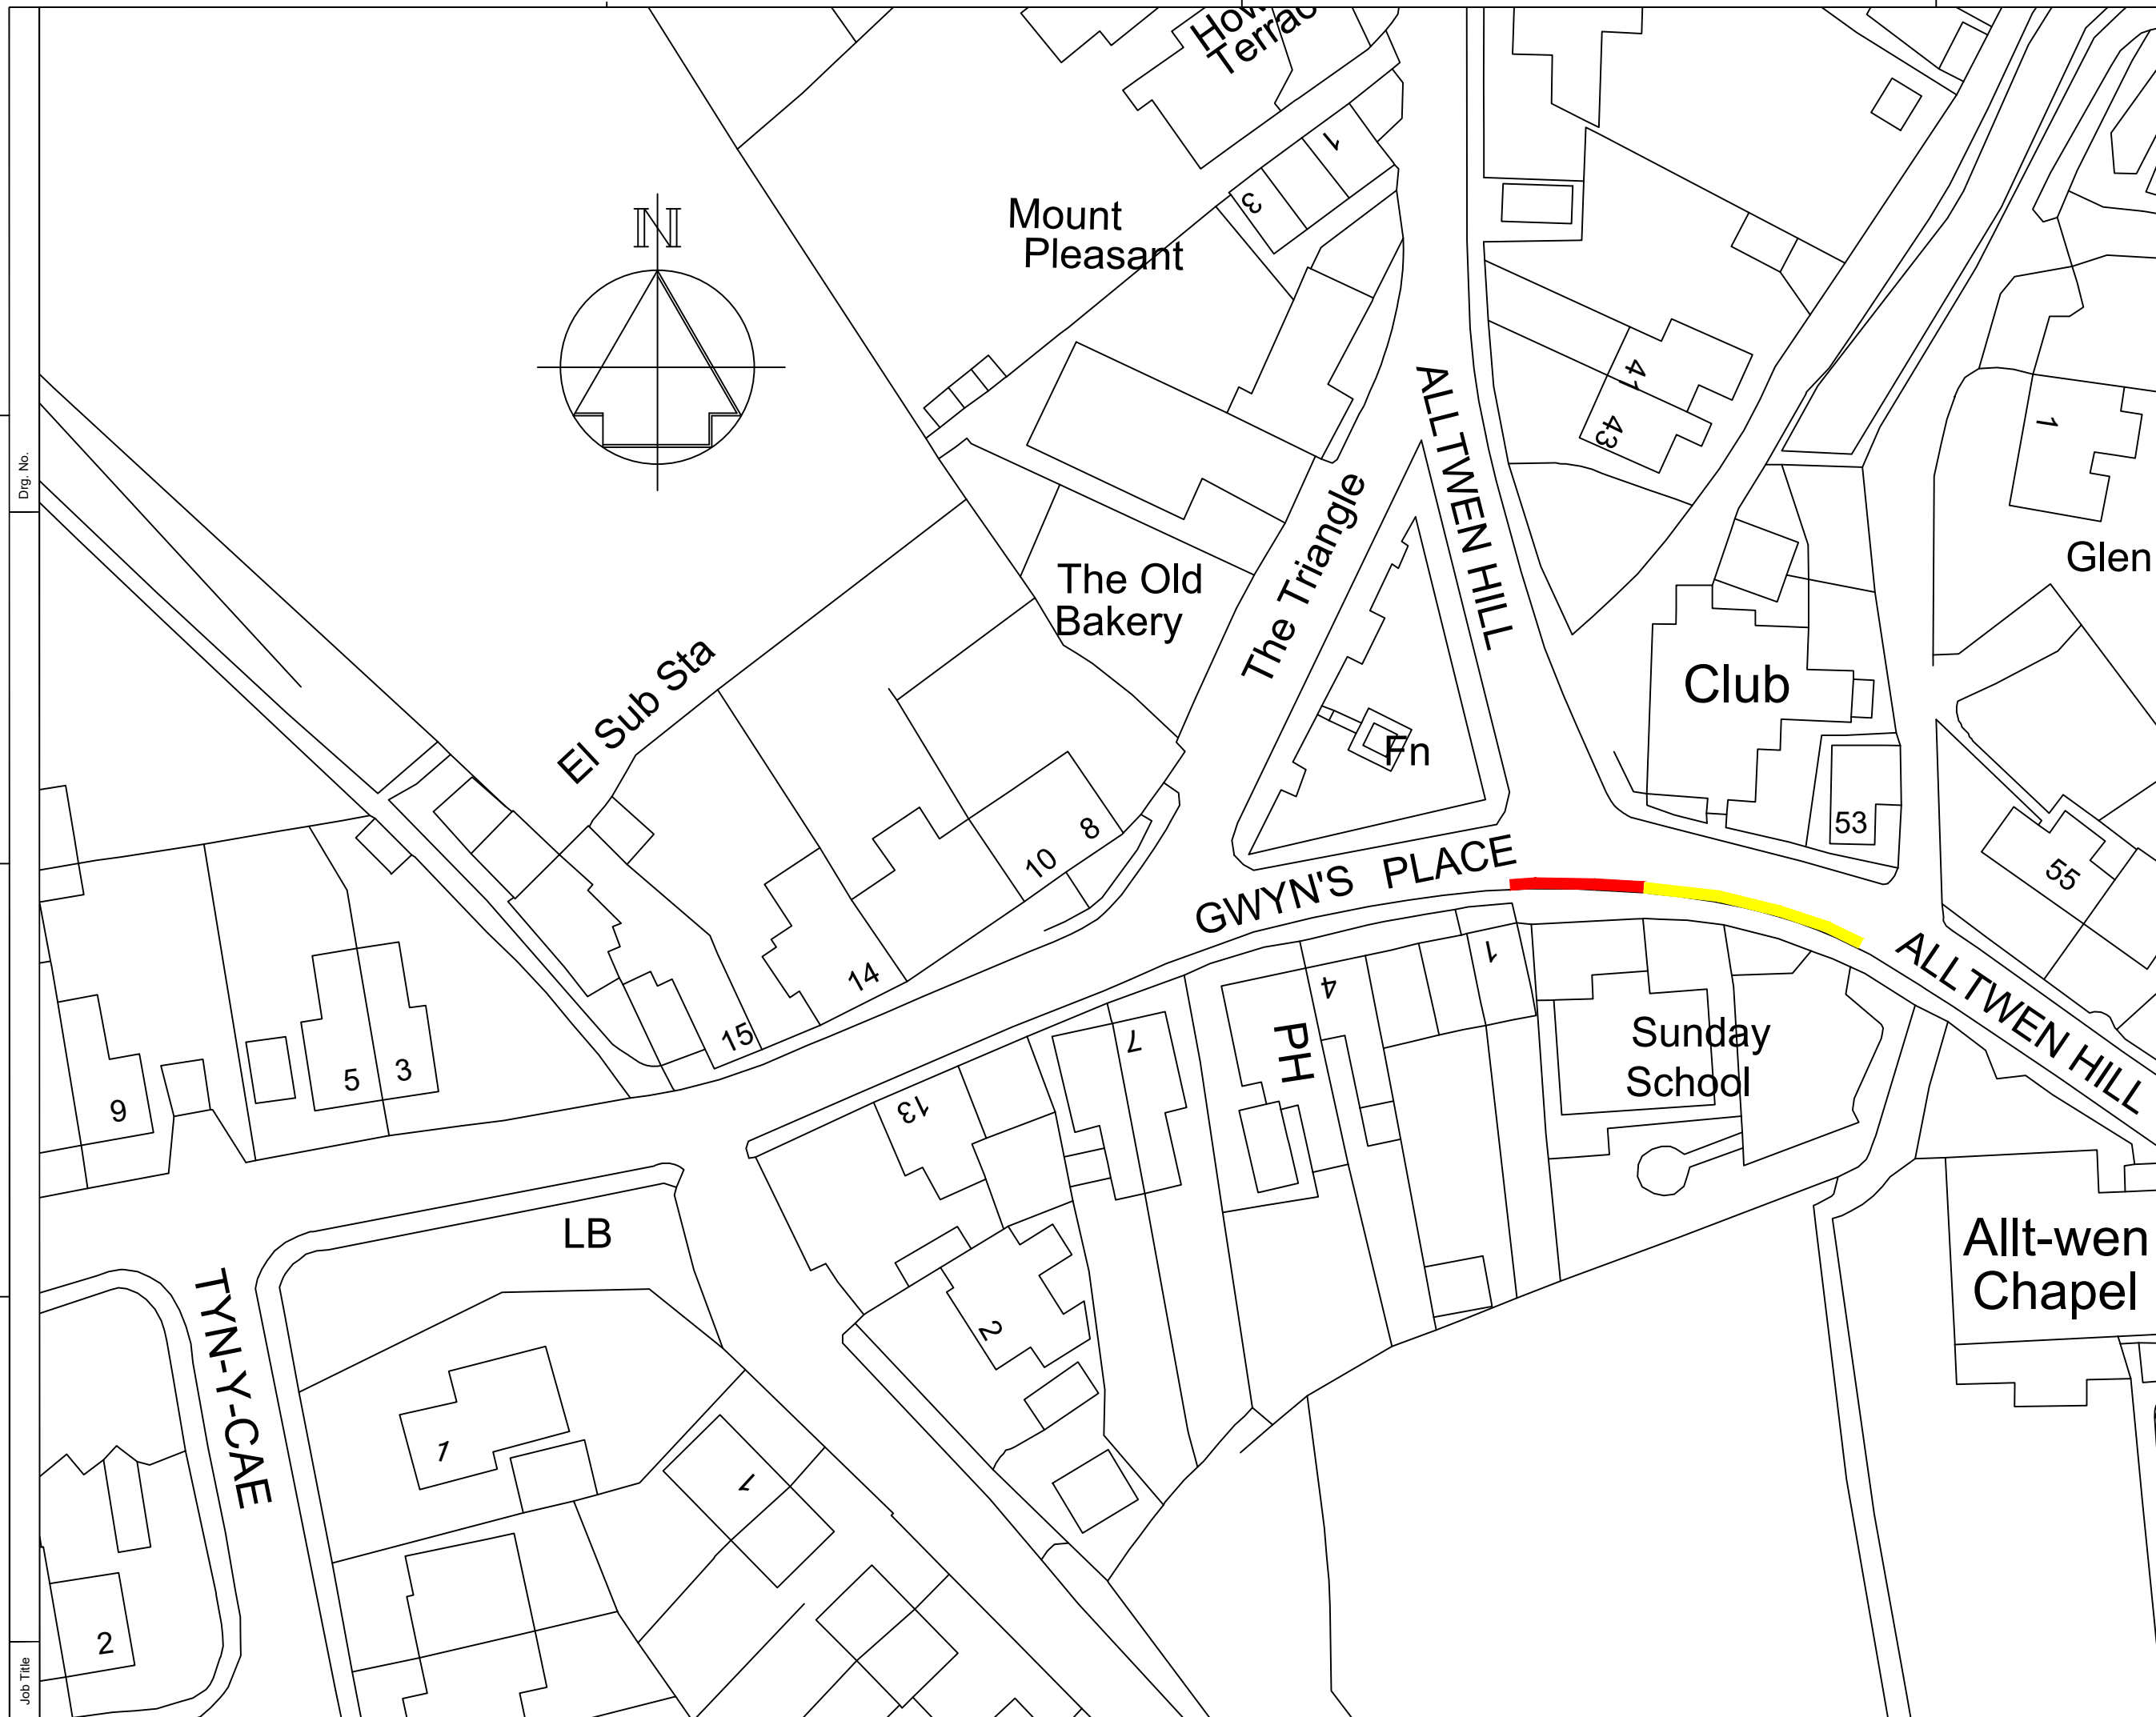 Terrac
1
3
N
Mount
Pleasant
ALLTWEN HILL
41
43
1
Drg. No.
The Triangle
The Old
Bakery
Glen
El Sub Sta
Club
Fn
53
55
8
10
GWYN'S PLACE
14
15
1
4
7
PH
Sunday
School
ALLTWEN HILL
5
3
9
13
LB
Allt-wen
Chapel
TYN-Y-CAE
2
1
1
2
Job Title